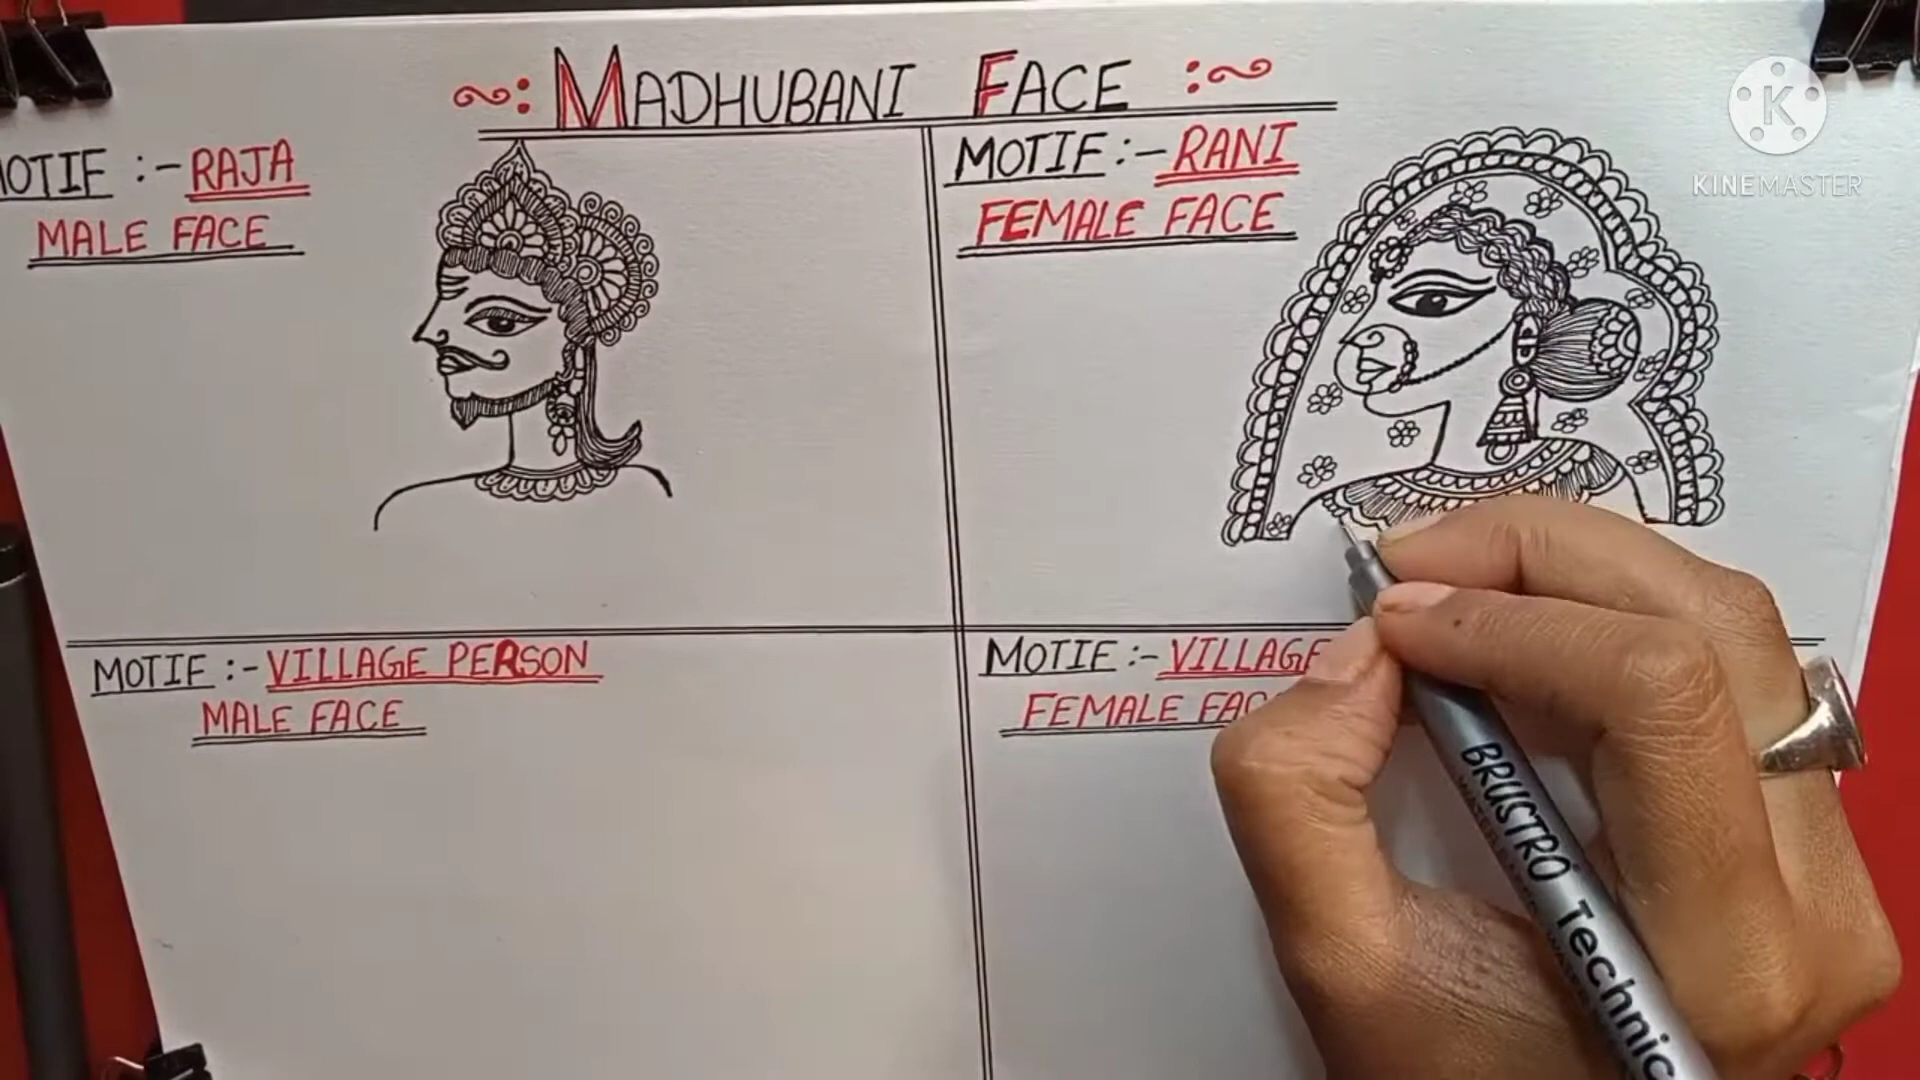 ~: MADHUBANI FACE :~
MOTIF :- RAJA
MALE FACE
MOTIF :- RANI
FEMALE FACE
KINEMASTER
MOTIF :- VILLAGE PERSON
MALE FACE
MOTIF :- VILLAGE
FEMALE FAC
BRUSTRO Technic